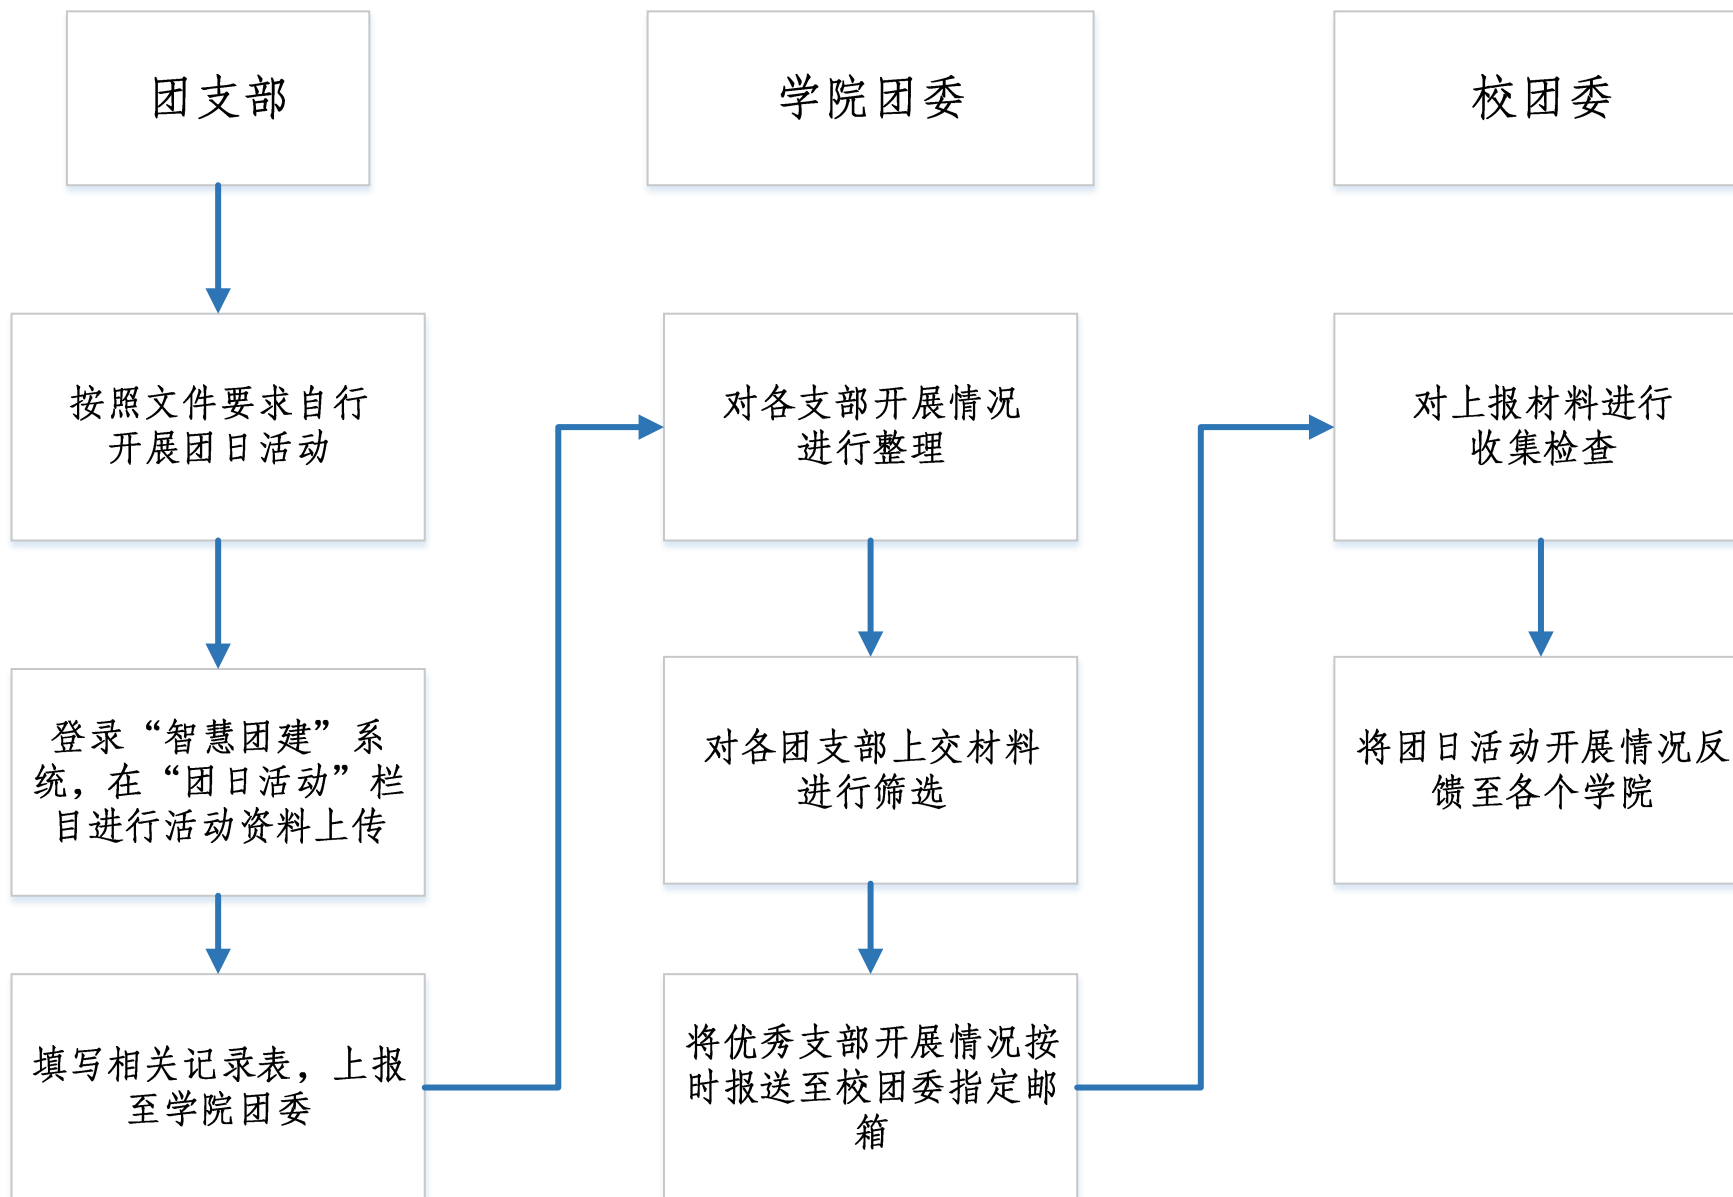 团支部
学院团委
校团委
按照文件要求自行
开展团日活动
登录“智慧团建”系
统，在“团日活动”栏
目进行活动资料上传
填写相关记录表，上报
至学院团委
对各支部开展情况
进行整理
对各团支部上交材料
进行筛选
将优秀支部开展情况按
时报送至校团委指定邮
箱
对上报材料进行
收集检查
将团日活动开展情况反
馈至各个学院